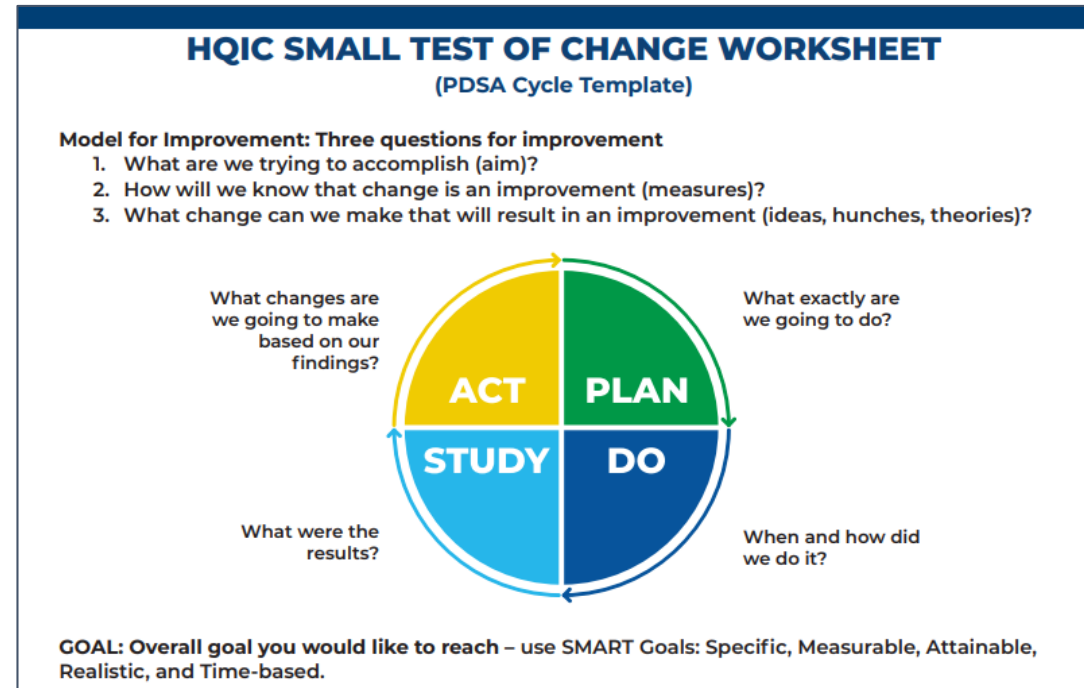 HQIC SMALL TEST OF CHANGE WORKSHEET
(PDSA Cycle Template)
Model for Improvement: Three questions for improvement
1. What are we trying to accomplish (aim)?
2. How will we know that change is an improvement (measures)?
3. What change can we make that will result in an improvement (ideas, hunches, theories)?
What changes are
we going to make
based on our
findings?
ACT
PLAN
What exactly are
we going to do?
STUDY
DO
What were the
results?
When and how did
we do it?
GOAL: Overall goal you would like to reach – use SMART Goals: Specific, Measurable, Attainable,
Realistic, and Time-based.